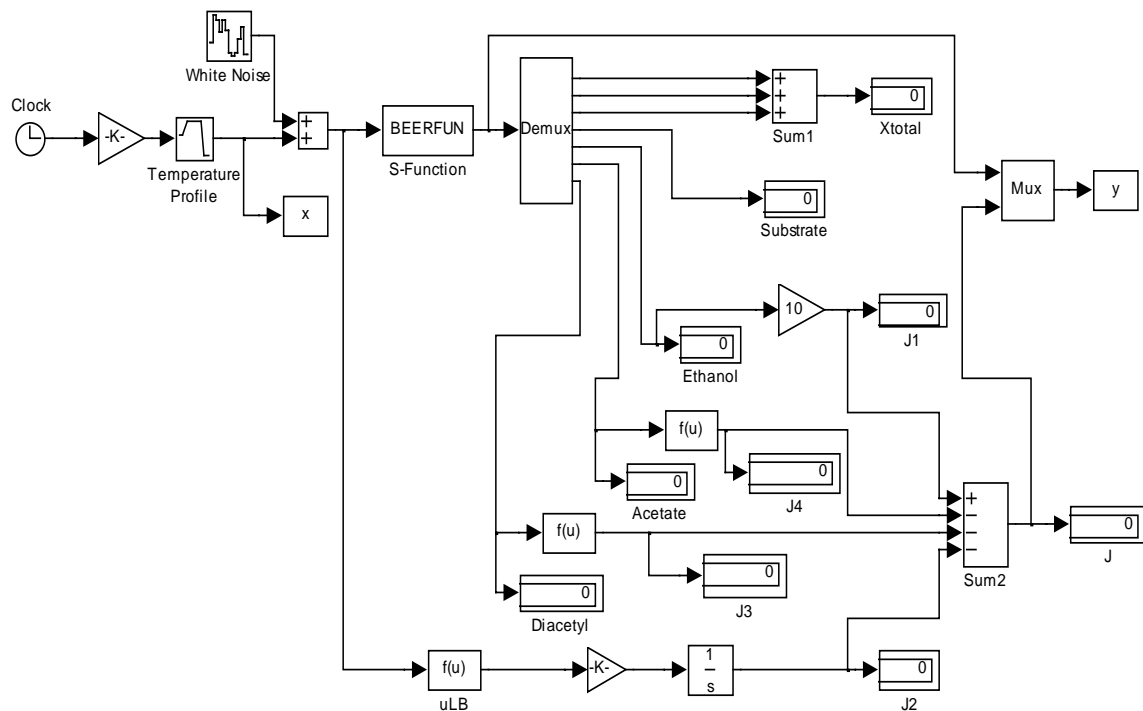 White Noise
Clock
-K-
Temperature
Profile
x
+
+
BEERFUN
S-Function
Demux
+
+
+
Sum1
0
Xtotal
0
Substrate
Mux
y
10
0
J1
0
Ethanol
f(u)
0
J4
0
Acetate
+
−
−
−
Sum2
0
J
f(u)
0
J3
0
Diacetyl
f(u)
uLB
-K-
1
s
0
J2